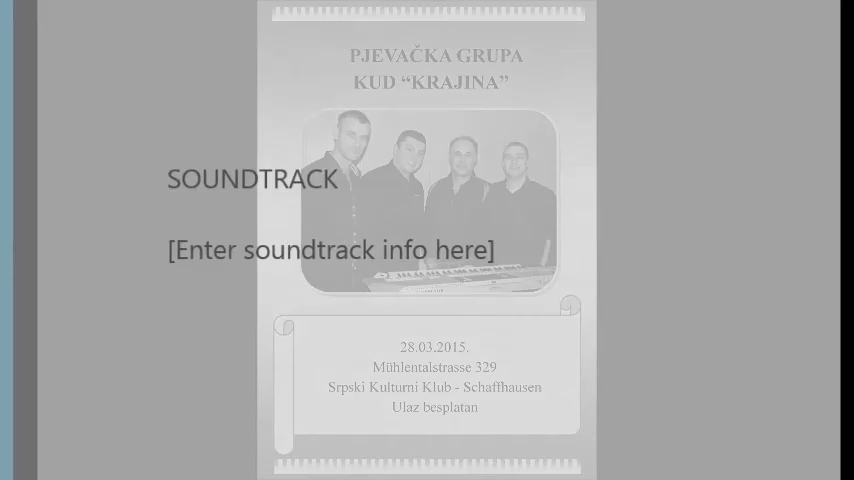 PJEVAČKA GRUPA
KUD “KRAJINA”
SOUNDTRACK
[Enter soundtrack info here]
28.03.2015.
Mühlentalstrasse 329
Srpski Kulturni Klub - Schaffhausen
Ulaz besplatan